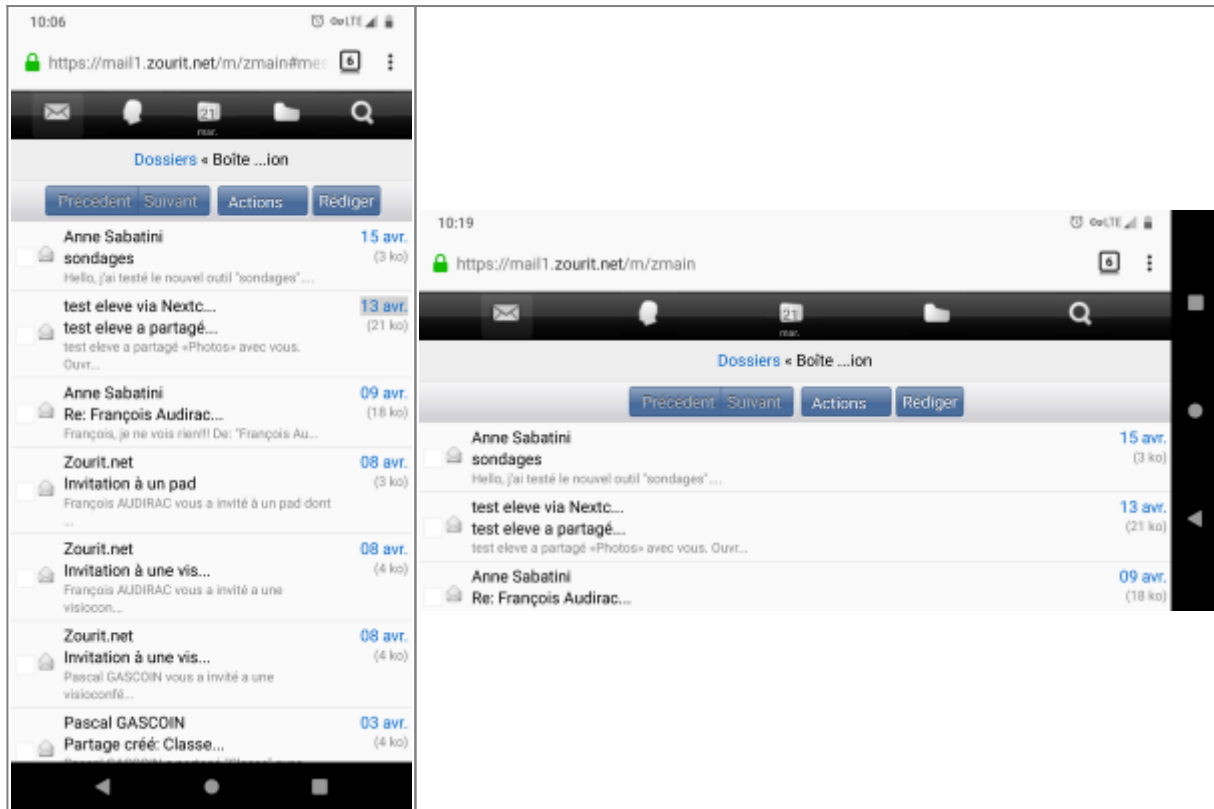 10:06 LTE
https://mail1.zourit.net/m/zmain#mes 6
21
mar.
Dossiers « Boîte ...ion
Précédent Suivant Actions Rédiger
Anne Sabatini 15 avr.
sondages (3 ko)
Hello, j'ai testé le nouvel outil "sondages"....
test eleve via Nextc... 13 avr.
test eleve a partagé... (21 ko)
test eleve a partagé «Photos» avec vous.
Ouvr...
Anne Sabatini 09 avr.
Re: François Audirac... (18 ko)
François, je ne vois rien!!! De: "François Au...
Zourit.net 08 avr.
Invitation à un pad (3 ko)
François AUDIRAC vous a invité à un pad dont
...
Zourit.net 08 avr.
Invitation à une vis... (4 ko)
François AUDIRAC vous a invité a une
visiocon...
Zourit.net 08 avr.
Invitation à une vis... (4 ko)
Pascal GASCOIN vous a invité a une
visioconfé...
Pascal GASCOIN 03 avr.
Partage créé: Classe... (4 ko)
10:19 LTE
https://mail1.zourit.net/m/zmain 6
21
mar.
Dossiers « Boîte ...ion
Précédent Suivant Actions Rédiger
Anne Sabatini 15 avr.
sondages (3 ko)
Hello, j'ai testé le nouvel outil "sondages"....
test eleve via Nextc... 13 avr.
test eleve a partagé... (21 ko)
test eleve a partagé «Photos» avec vous. Ouvr...
Anne Sabatini 09 avr.
Re: François Audirac... (18 ko)